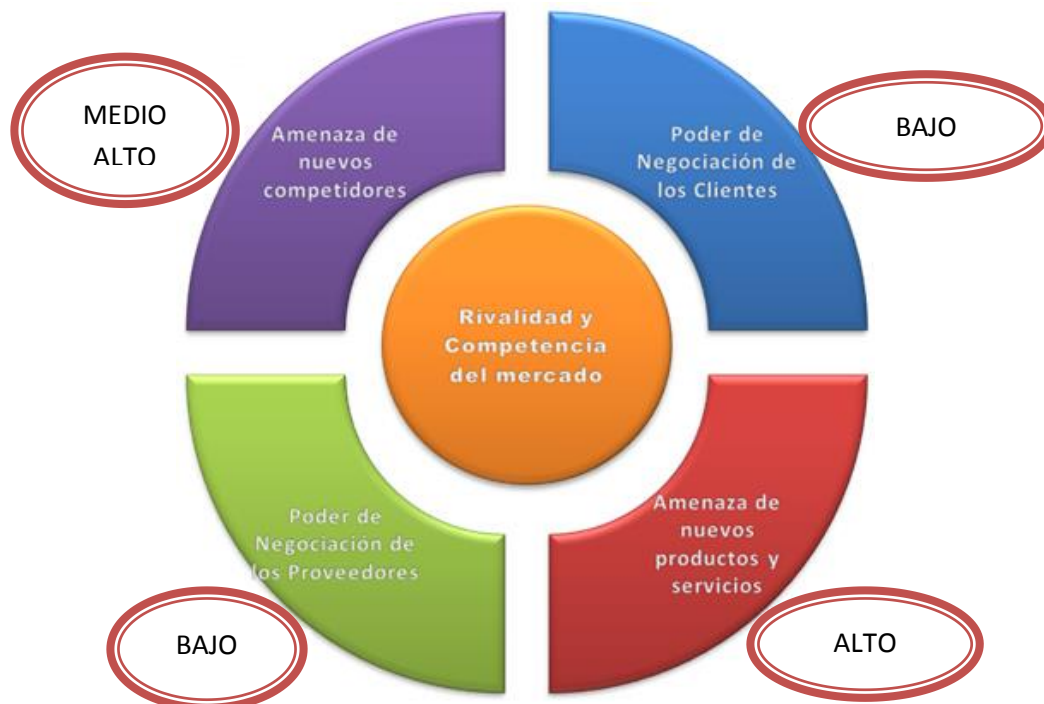 MEDIO
ALTO
Amenaza de
nuevos
competidores
Poder de
Negociación de
los Clientes
BAJO
Rivalidad y
Competencia
del mercado
Poder de
Negociación de
los Proveedores
BAJO
Amenaza de
nuevos
productos y
servicios
ALTO